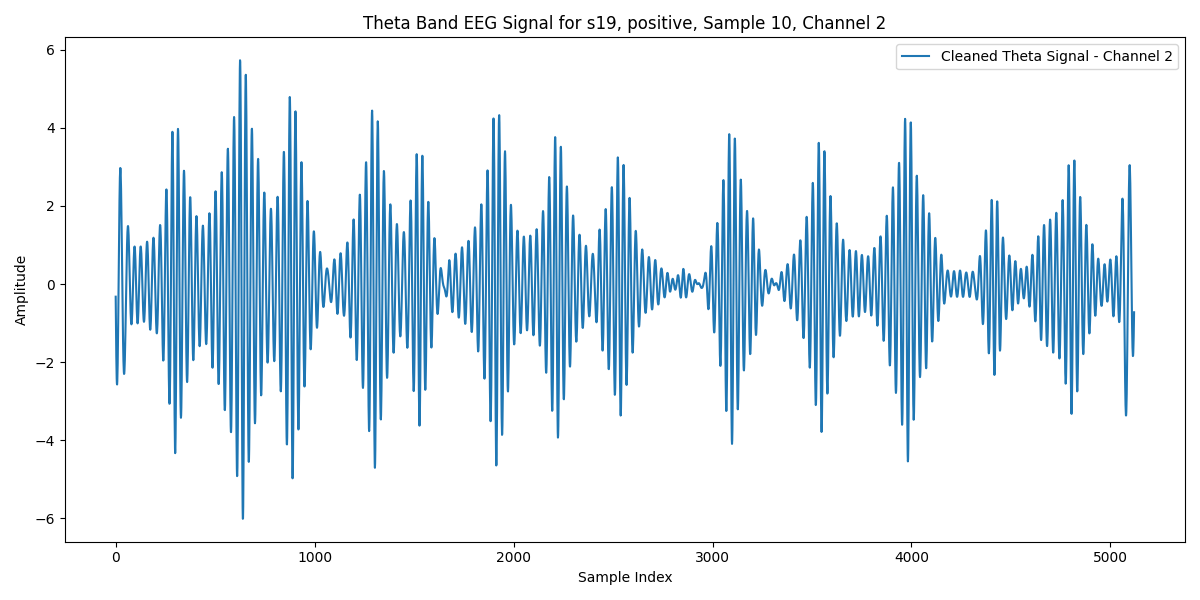 Theta Band EEG Signal for s19, positive, Sample 10, Channel 2
Cleaned Theta Signal - Channel 2
Amplitude
6
4
2
0
−2
−4
−6
0 1000 2000 3000 4000 5000
Sample Index